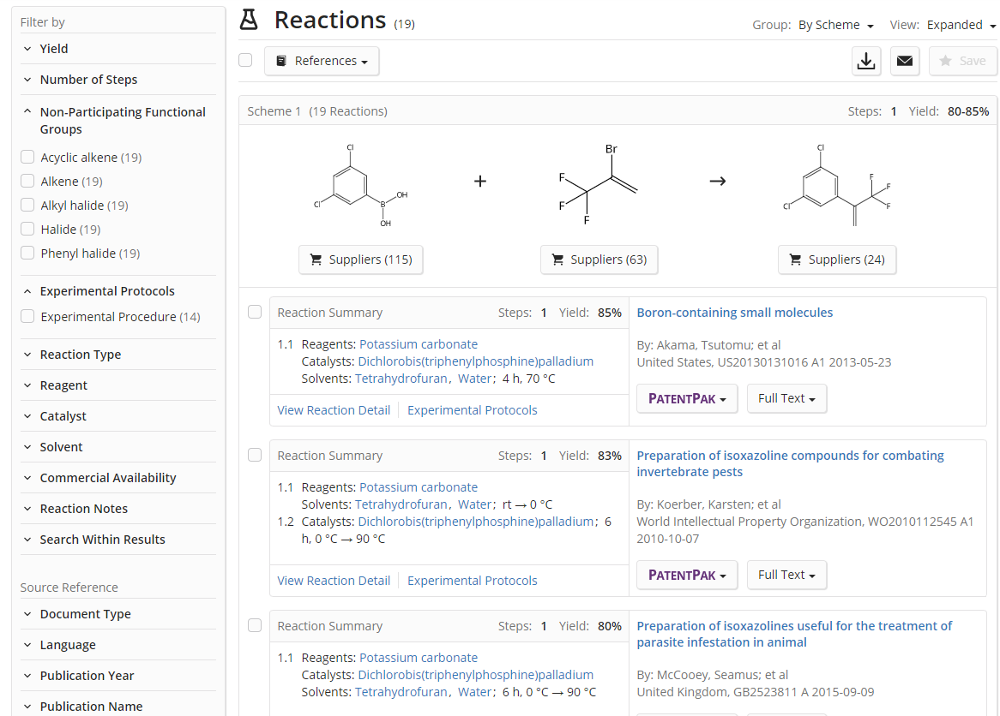 Filter by
Yield
Number of Steps
Non-Participating Functional
Groups
Acyclic alkene (19)
Alkene (19)
Alkyl halide (19)
Halide (19)
Phenyl halide (19)
Experimental Protocols
Experimental Procedure (14)
Reaction Type
Reagent
Catalyst
Solvent
Commercial Availability
Reaction Notes
Search Within Results
Source Reference
Document Type
Language
Publication Year
Publication Name
Reactions (19)
Group: By Scheme View: Expanded
References
Save
Scheme 1 (19 Reactions) Steps: 1 Yield: 80-85%
Cl
Cl
B
OH
OH
+
Br
F
F
F
→
Cl
Cl
F
F
F
Suppliers (115)
Suppliers (63)
Suppliers (24)
Reaction Summary Steps: 1 Yield: 85%
1.1 Reagents: Potassium carbonate
Catalysts: Dichlorobis(triphenylphosphine)palladium
Solvents: Tetrahydrofuran, Water; 4 h, 70 °C
View Reaction Detail Experimental Protocols
Boron-containing small molecules
By: Akama, Tsutomu; et al
United States, US20130131016 A1 2013-05-23
PATENTPAK Full Text
Reaction Summary Steps: 1 Yield: 83%
1.1 Reagents: Potassium carbonate
Solvents: Tetrahydrofuran, Water; rt → 0 °C
1.2 Catalysts: Dichlorobis(triphenylphosphine)palladium; 6
h, 0 °C → 90 °C
View Reaction Detail Experimental Protocols
Preparation of isoxazoline compounds for combating
invertebrate pests
By: Koerber, Karsten; et al
World Intellectual Property Organization, WO2010112545 A1
2010-10-07
PATENTPAK Full Text
Reaction Summary Steps: 1 Yield: 80%
1.1 Reagents: Potassium carbonate
Catalysts: Dichlorobis(triphenylphosphine)palladium
Solvents: Tetrahydrofuran, Water; 6 h, 0 °C → 90 °C
Preparation of isoxazolines useful for the treatment of
parasite infestation in animal
By: McCooey, Seamus; et al
United Kingdom, GB2523811 A 2015-09-09